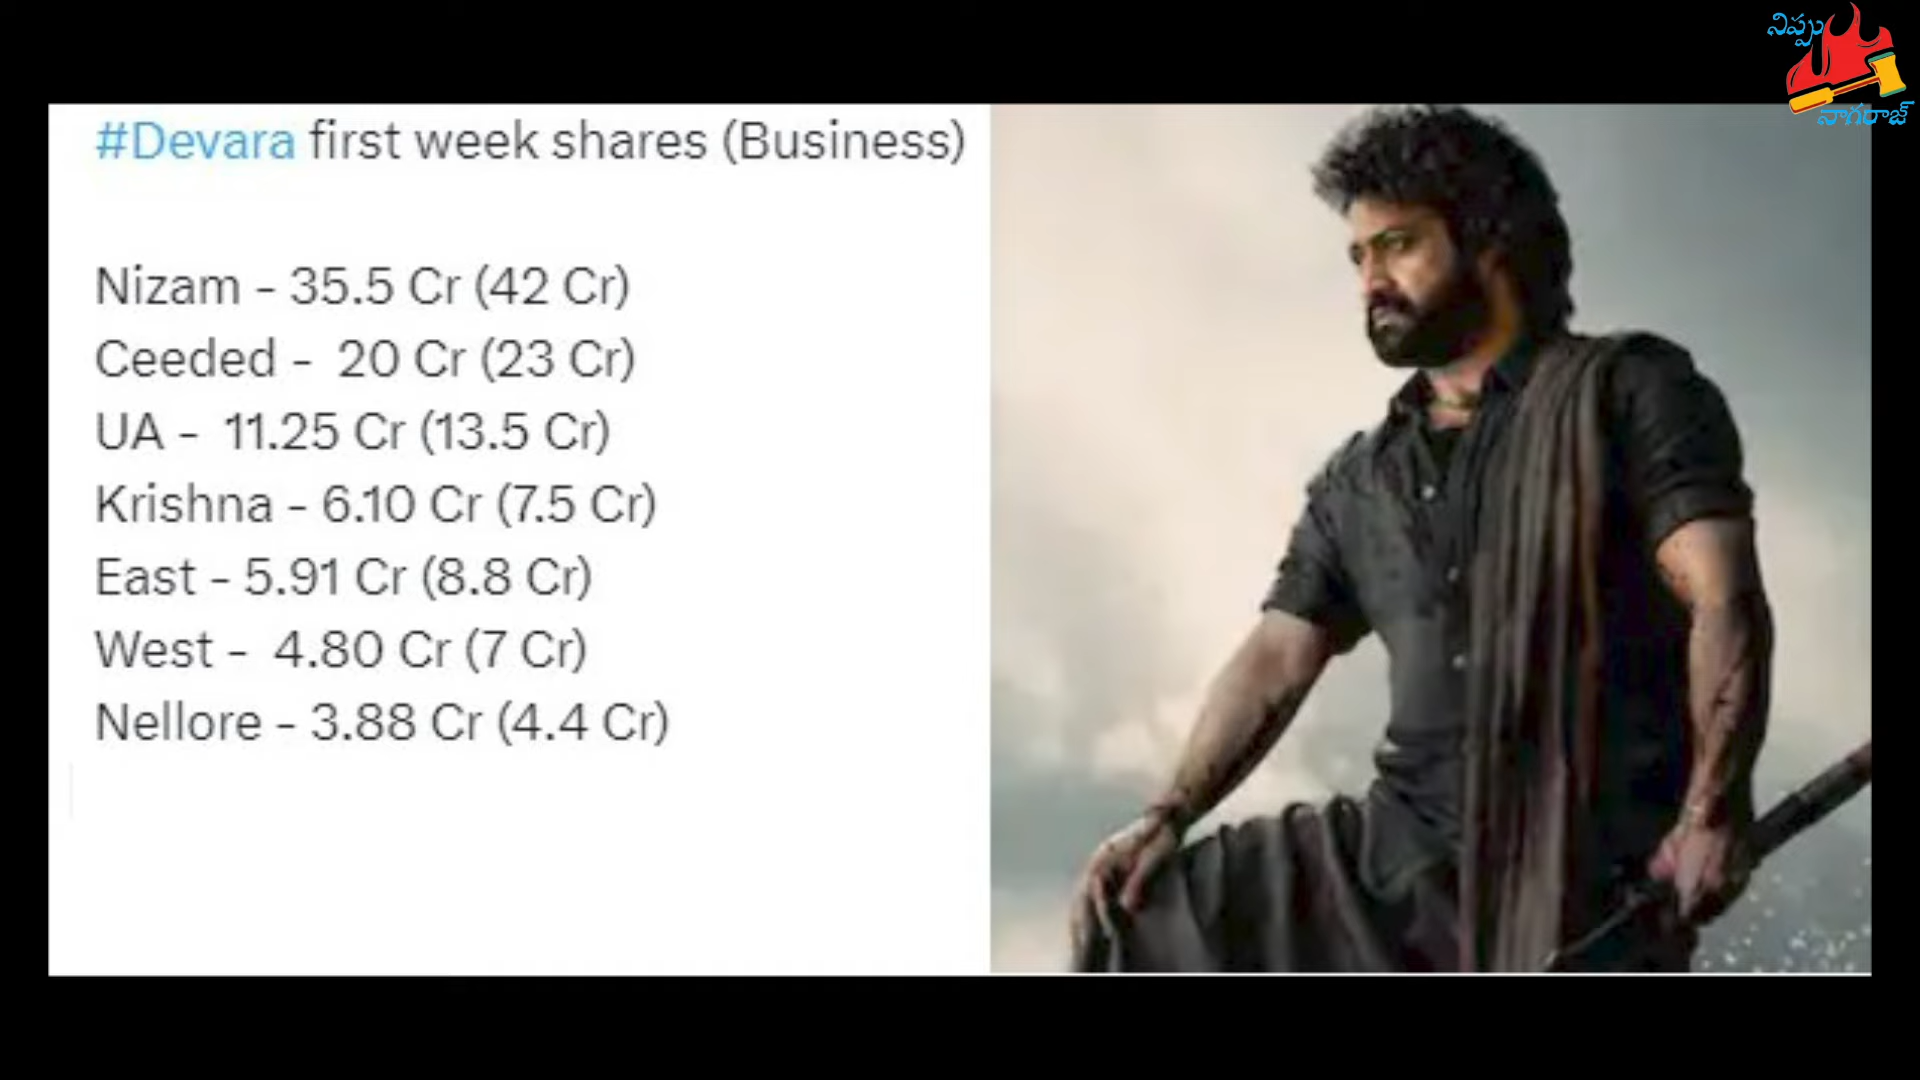 నిప్పు
నాగరాజ్
#Devara first week shares (Business)
Nizam - 35.5 Cr (42 Cr)
Ceeded - 20 Cr (23 Cr)
UA - 11.25 Cr (13.5 Cr)
Krishna - 6.10 Cr (7.5 Cr)
East - 5.91 Cr (8.8 Cr)
West - 4.80 Cr (7 Cr)
Nellore - 3.88 Cr (4.4 Cr)